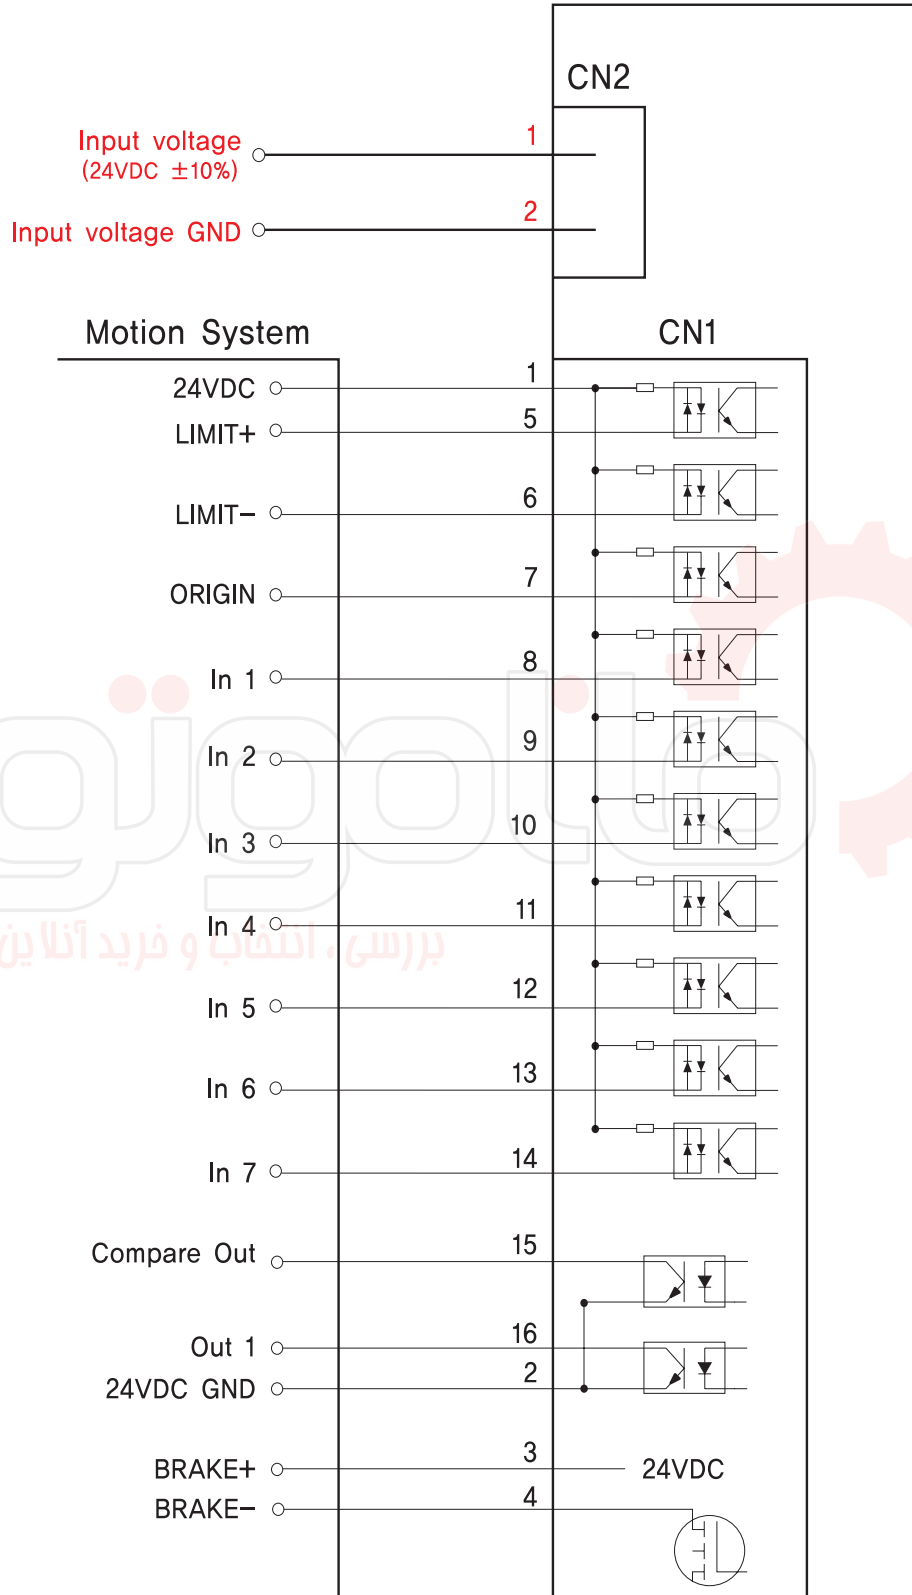 CN2
Input voltage 1
(24VDC ±10%)
Input voltage GND 2
Motion System CN1
24VDC 1
LIMIT+ 5
LIMIT− 6
ORIGIN 7
In 1 8
In 2 9
In 3 10
In 4 11
In 5 12
In 6 13
In 7 14
Compare Out 15
Out 1 16
24VDC GND 2
BRAKE+ 3 24VDC
BRAKE− 4
ماناموتور
بررسی ، انتخاب و خرید آنلاین